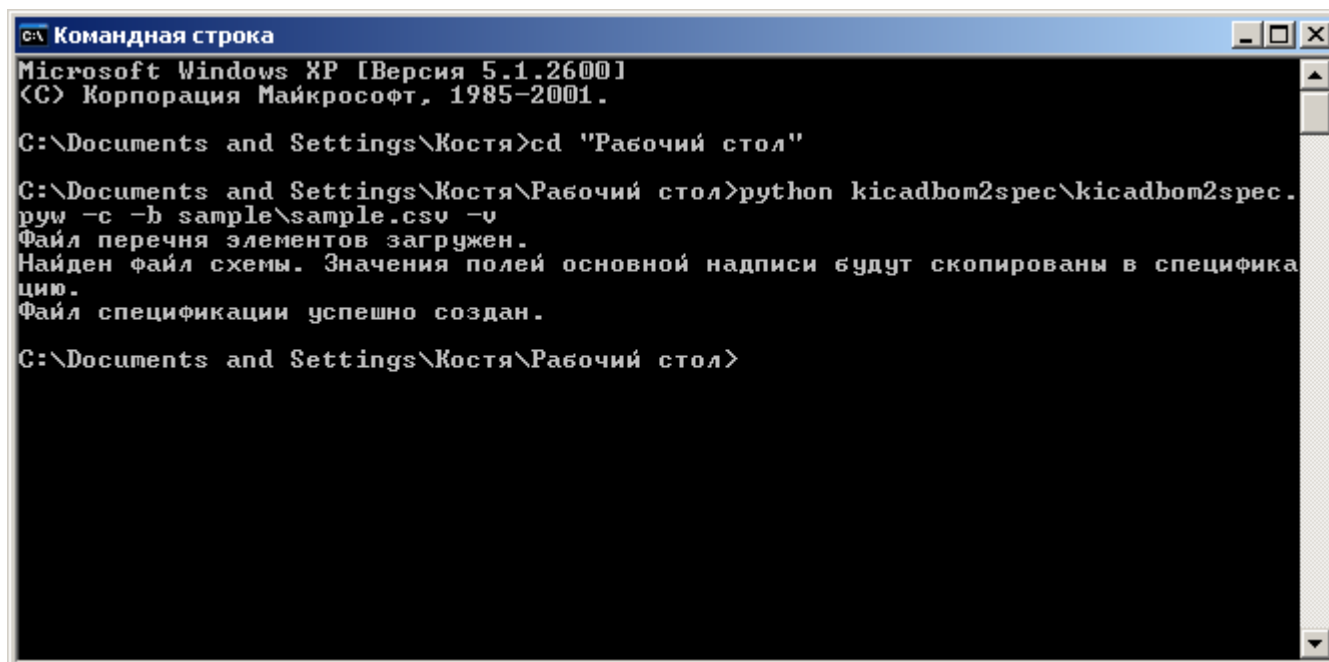 Командная строка
Microsoft Windows XP [Версия 5.1.2600]
(C) Корпорация Майкрософт, 1985-2001.
C:\Documents and Settings\Костя>cd "Рабочий стол"
C:\Documents and Settings\Костя\Рабочий стол>python kicadbom2spec\kicadbom2spec.
pyw -c -b sample\sample.csv -v
Файл перечня элементов загружен.
Найден файл схемы. Значения полей основной надписи будут скопированы в специфика
цию.
Файл спецификации успешно создан.
C:\Documents and Settings\Костя\Рабочий стол>